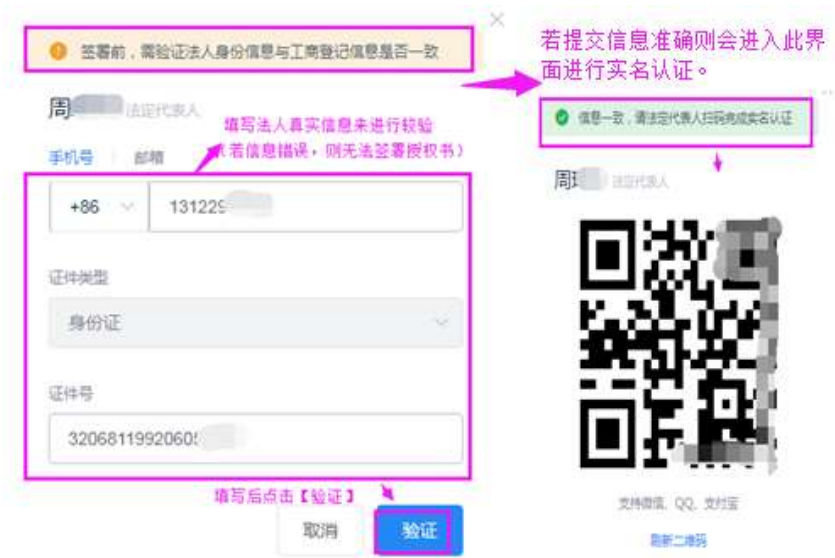 签署前，需验证法人身份信息与工商登记信息是否一致
周
法定代表人
填写法人真实信息来进行较验
（若信息错误，则无法签署授权书）
手机号
邮箱
+86
131229
证件类型
身份证
证件号
3206811992060
填写后点击【验证】
取消
验证
若提交信息准确则会进入此界
面进行实名认证。
信息一致，请法定代表人扫码完成实名认证
周
法定代表人
支持微信、QQ、支付宝
刷新二维码